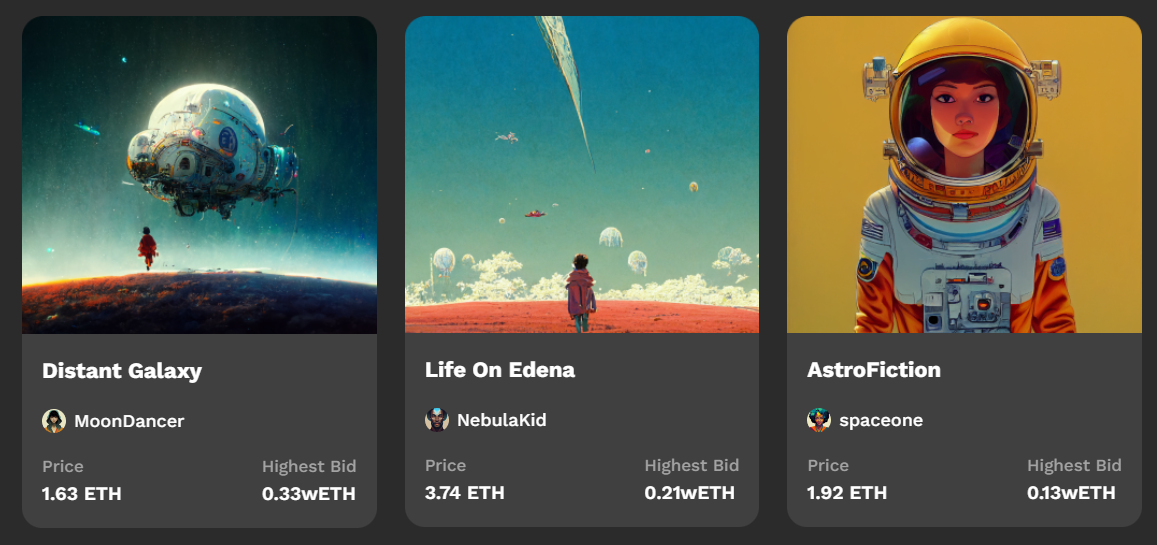 Distant Galaxy
MoonDancer
Price Highest Bid
1.63 ETH 0.33wETH
Life On Edena
NebulaKid
Price Highest Bid
3.74 ETH 0.21wETH
AstroFiction
spaceone
Price Highest Bid
1.92 ETH 0.13wETH